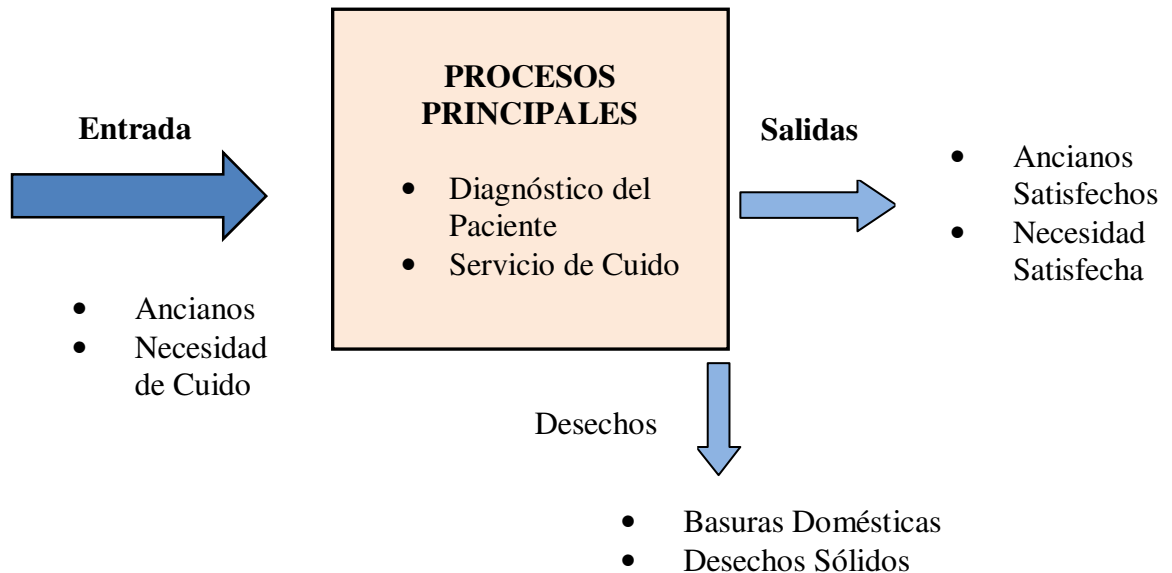 Entrada
Ancianos
Necesidad
de Cuido
PROCESOS
PRINCIPALES
Diagnóstico del
Paciente
Servicio de Cuido
Salidas
Ancianos
Satisfechos
Necesidad
Satisfecha
Desechos
Basuras Domésticas
Desechos Sólidos